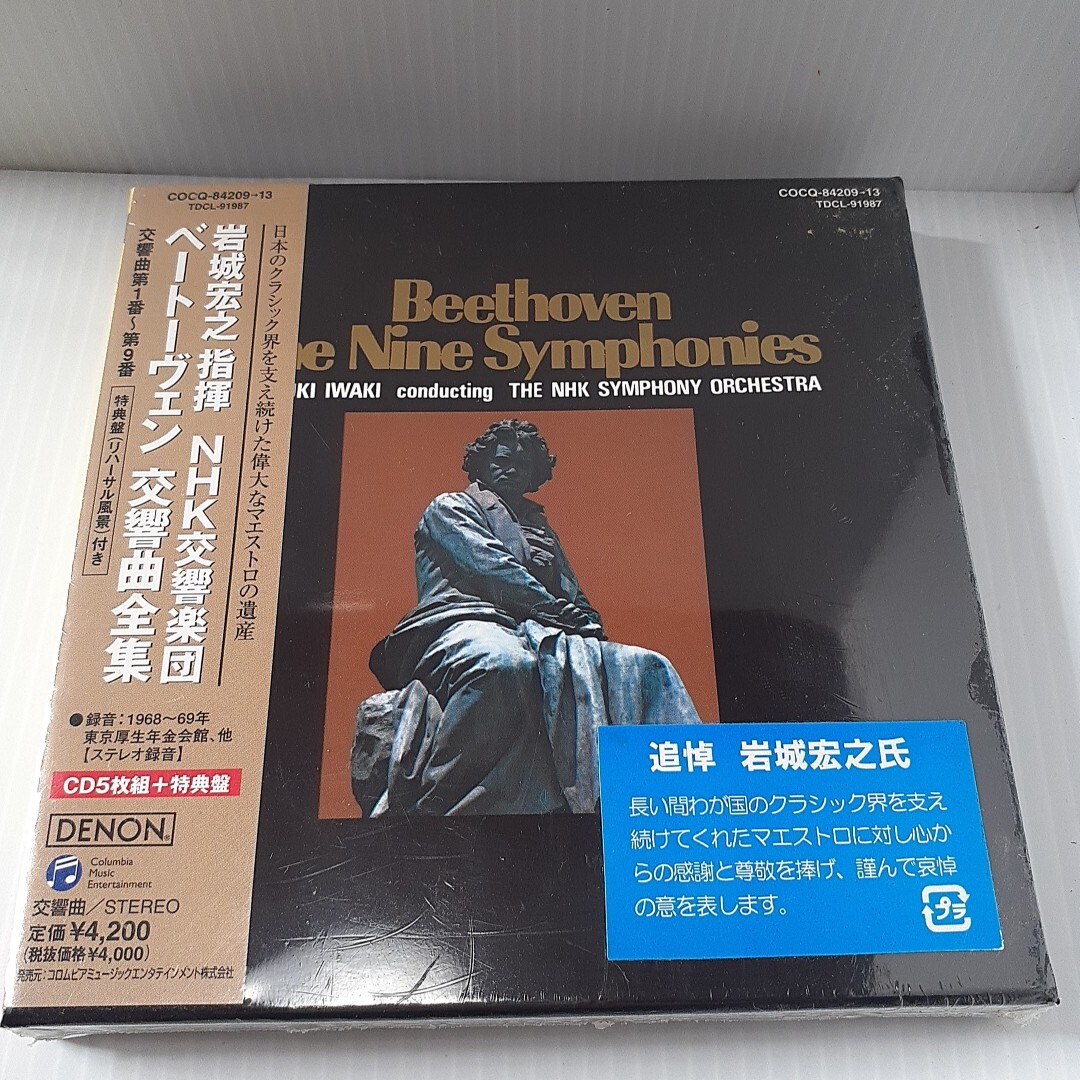 COCQ-84209→13
TDCL-91987
日本のクラシック界を支え続けた偉大なマエストロの遺産
岩城宏之 指揮 NHK交響楽団
ベートーヴェン 交響曲全集
交響曲第1番~第9番
特典盤(リハーサル風景)付き
●録音:1968~69年
東京厚生年金会館、他
【ステレオ録音】
CD5枚組+特典盤
DENON
Columbia
Music
Entertainment
交響曲/STEREO
定価¥4,200
(税抜価格¥4,000)
発売元:コロムビアミュージックエンタテインメント株式会社
COCQ-84209→13
TDCL-91987
Beethoven
Nine Symphonies
IWAKI conducting THE NHK SYMPHONY ORCHESTRA
追悼 岩城宏之氏
長い間わが国のクラシック界を支え
続けてくれたマエストロに対し心か
らの感謝と尊敬を捧げ、謹んで哀悼
の意を表します。
プラ